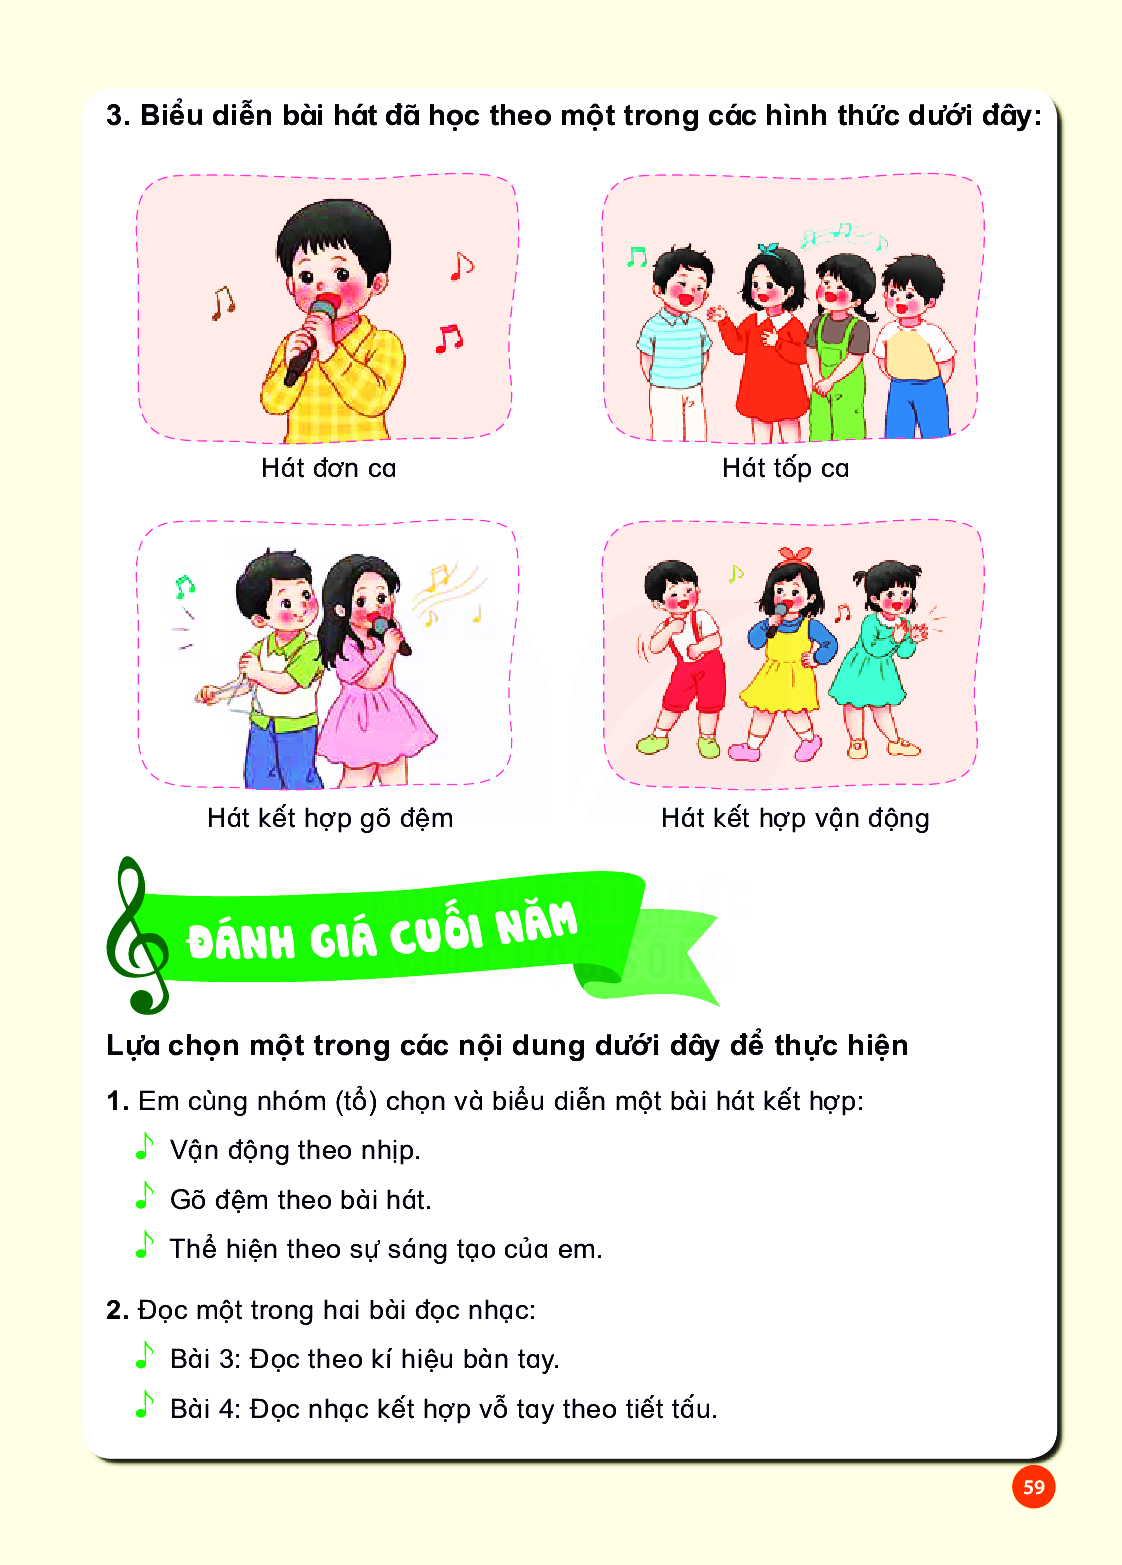 3. Biểu diễn bài hát đã học theo một trong các hình thức dưới đây:
Hát đơn ca
Hát tốp ca
Hát kết hợp gõ đệm
Hát kết hợp vận động
ĐÁNH GIÁ CUỐI NĂM
Lựa chọn một trong các nội dung dưới đây để thực hiện
1. Em cùng nhóm (tổ) chọn và biểu diễn một bài hát kết hợp:
Vận động theo nhịp.
Gõ đệm theo bài hát.
Thể hiện theo sự sáng tạo của em.
2. Đọc một trong hai bài đọc nhạc:
Bài 3: Đọc theo kí hiệu bàn tay.
Bài 4: Đọc nhạc kết hợp vỗ tay theo tiết tấu.
59